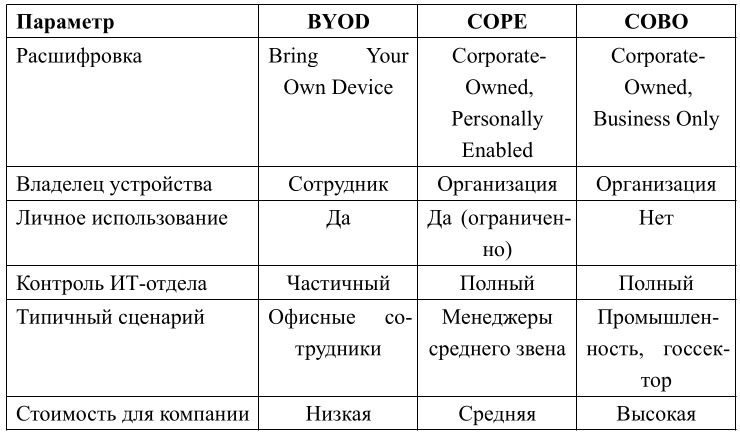 Параметр BYOD COPE COBO
Расшифровка Bring Your Own Device Corporate-Owned, Personally Enabled Corporate-Owned, Business Only
Владелец устройства Сотрудник Организация Организация
Личное использование Да Да (ограничен-но) Нет
Контроль ИТ-отдела Частичный Полный Полный
Типичный сценарий Офисные со-трудники Менеджеры среднего звена Промышлен-ность, госсек-тор
Стоимость для компании Низкая Средняя Высокая